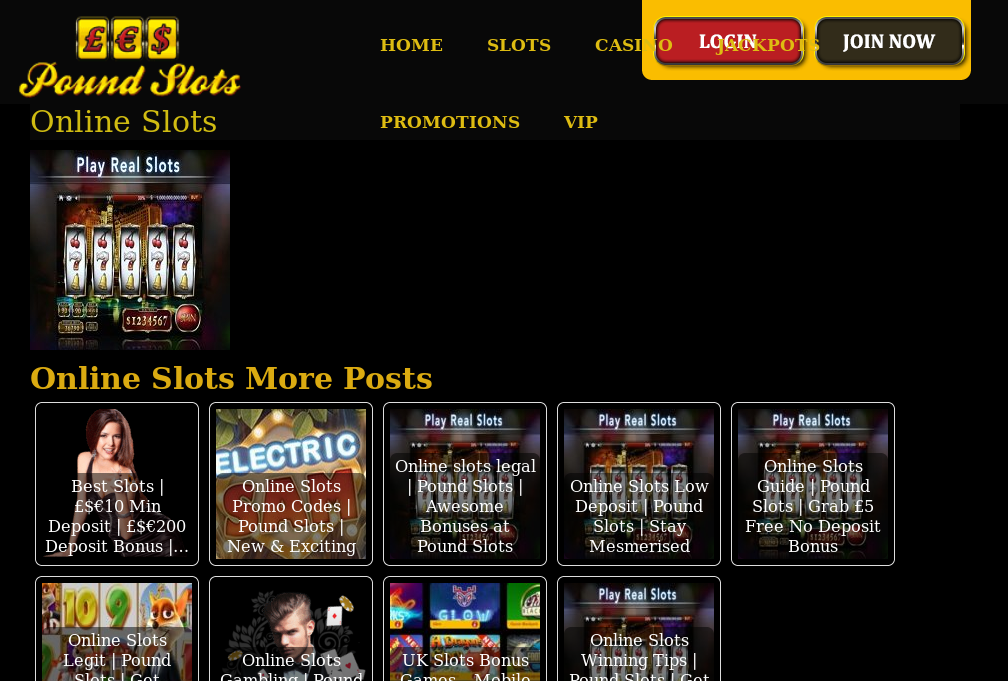 £ € $
Pound Slots
HOME SLOTS CASINO JACKPOTS
LOGIN JOIN NOW
PROMOTIONS VIP
Online Slots
Play Real Slots
$1234567
SPIN
Online Slots More Posts
Best Slots |
£$€10 Min
Deposit | £$€200
Deposit Bonus |...
ELECTRIC
Online Slots
Promo Codes |
Pound Slots |
New & Exciting
Play Real Slots
Online slots legal
| Pound Slots |
Awesome
Bonuses at
Pound Slots
Play Real Slots
Online Slots Low
Deposit | Pound
Slots | Stay
Mesmerised
Play Real Slots
Online Slots
Guide | Pound
Slots | Grab £5
Free No Deposit
Bonus
10 9
Online Slots
Legit | Pound
Slots | Get
Online Slots
Gambling | Pound
GLOW
UK Slots Bonus
Games – Mobile
Play Real Slots
Online Slots
Winning Tips |
Pound Slots | Get